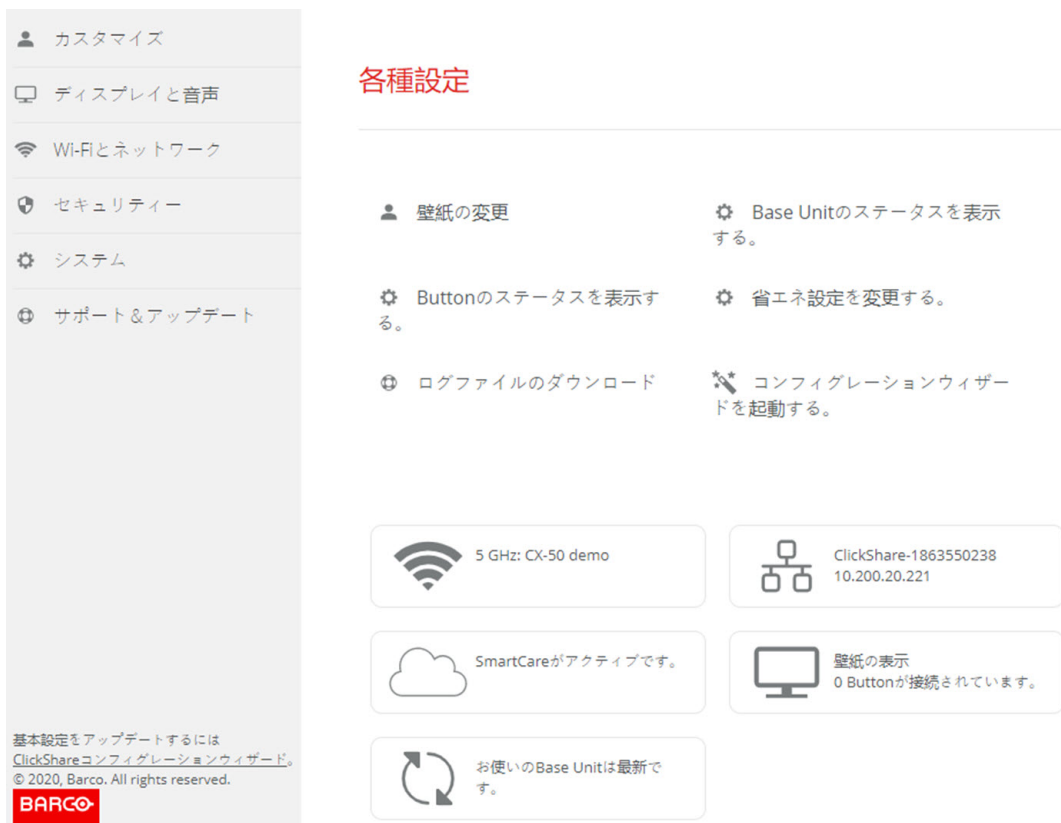 カスタマイズ
ディスプレイと音声
Wi-Fiとネットワーク
セキュリティー
システム
サポート&アップデート
基本設定をアップデートするには
ClickShareコンフィグレーションウィザード。
© 2020, Barco. All rights reserved.
BARCO
各種設定
壁紙の変更
Base Unitのステータスを表示
する。
Buttonのステータスを表示す
る。
省エネ設定を変更する。
ログファイルのダウンロード
コンフィグレーションウィザー
ドを起動する。
5 GHz: CX-50 demo
ClickShare-1863550238
10.200.20.221
SmartCareがアクティブです。
壁紙の表示
0 Buttonが接続されています。
お使いのBase Unitは最新で
す。